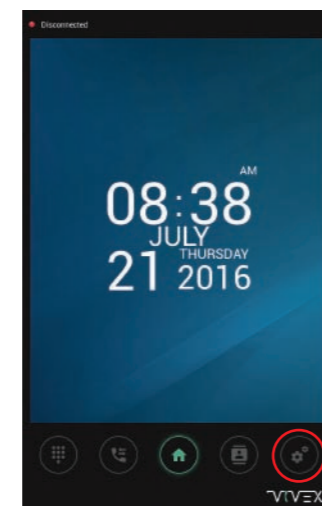 Disconnected
AM
08:38
JULY
THURSDAY
21 2016
VIVEX